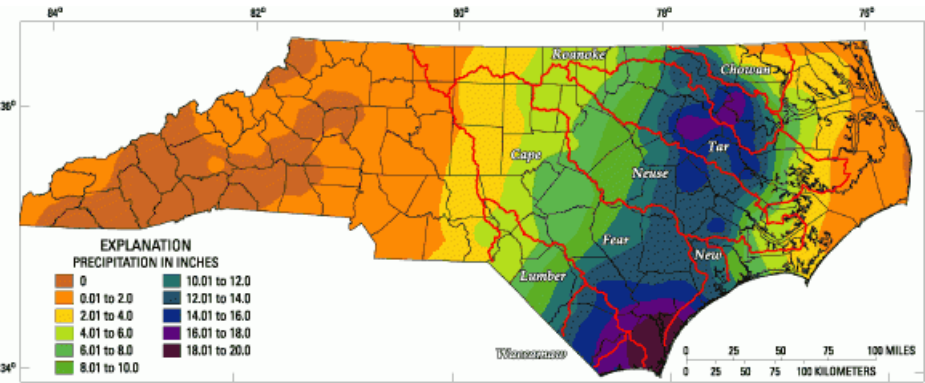 84° 82° 80° 78° 76°
36°
34°
Roanoke
Chowan
Tar
Cape
Neuse
Fear
New
Lumber
Waccamaw
EXPLANATION
PRECIPITATION IN INCHES
0
0.01 to 2.0
2.01 to 4.0
4.01 to 6.0
6.01 to 8.0
8.01 to 10.0
10.01 to 12.0
12.01 to 14.0
14.01 to 16.0
16.01 to 18.0
18.01 to 20.0
0 25 50 75 100 MILES
0 25 50 75 100 KILOMETERS